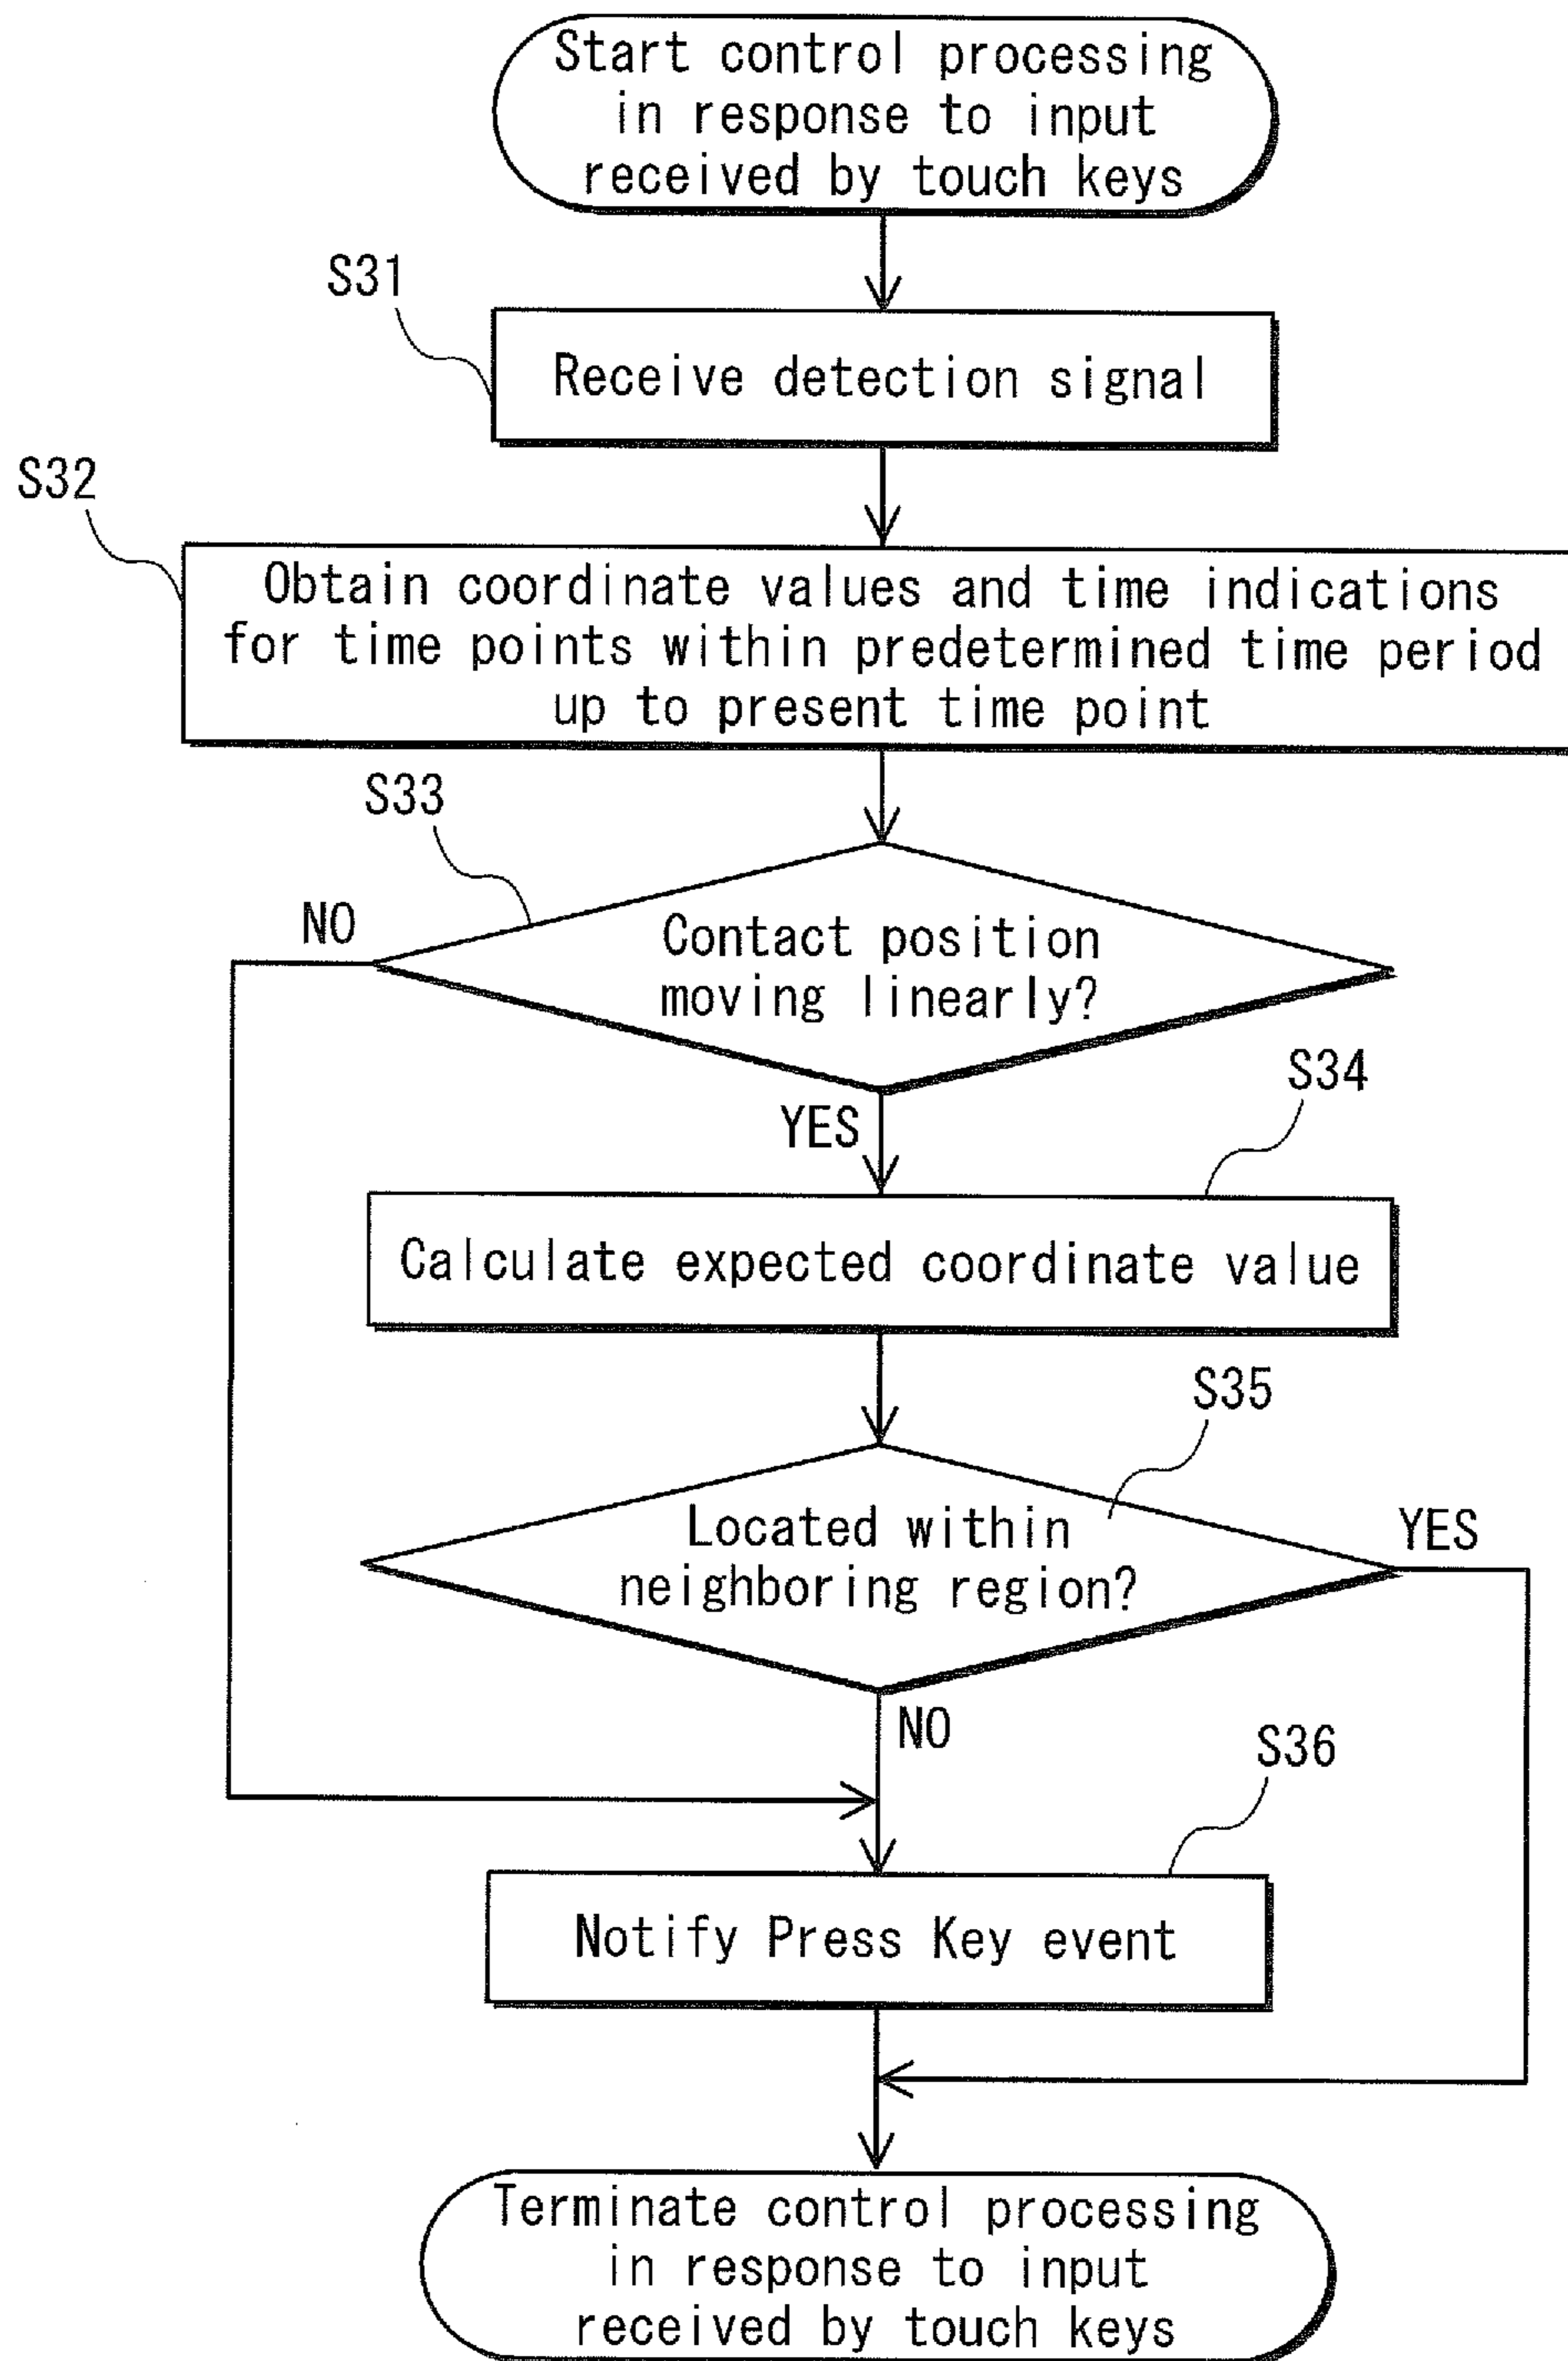 Start control processing
in response to input
received by touch keys
S31
Receive detection signal
S32
Obtain coordinate values and time indications
for time points within predetermined time period
up to present time point
S33
NO
Contact position
moving linearly?
YES
S34
Calculate expected coordinate value
S35
Located within
neighboring region?
YES
NO
S36
Notify Press Key event
Terminate control processing
in response to input
received by touch keys